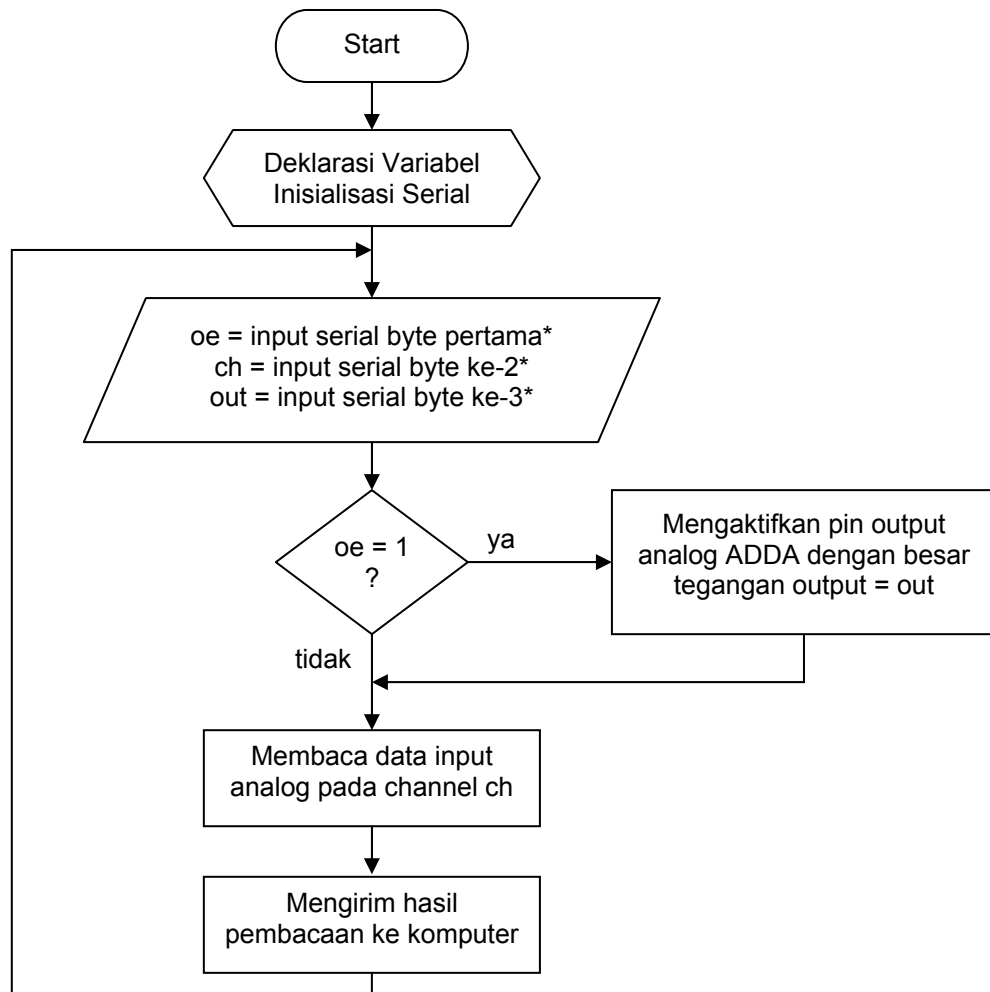 Start
Deklarasi Variabel
Inisialisasi Serial
oe = input serial byte pertama*
ch = input serial byte ke-2*
out = input serial byte ke-3*
oe = 1
?
ya
Mengaktifkan pin output
analog ADDA dengan besar
tegangan output = out
tidak
Membaca data input
analog pada channel ch
Mengirim hasil
pembacaan ke komputer